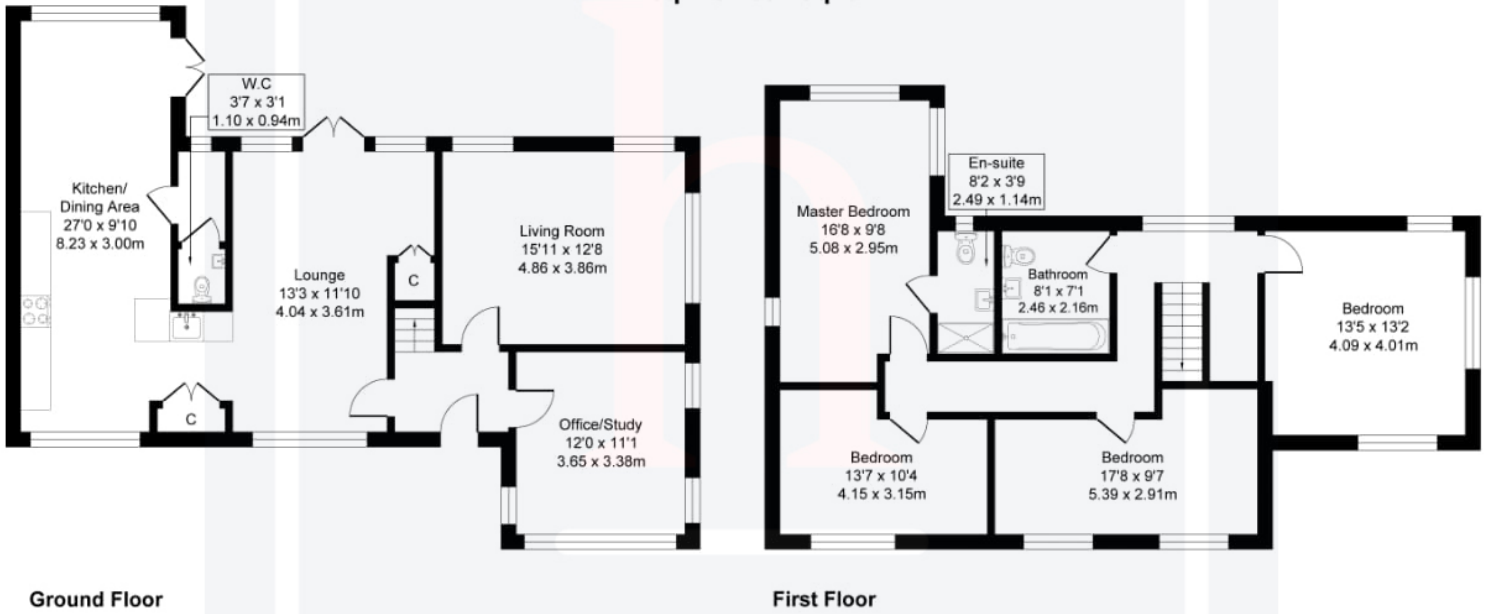 W.C
3'7 x 3'1
1.10 x 0.94m
Kitchen/
Dining Area
27'0 x 9'10
8.23 x 3.00m
Lounge
13'3 x 11'10
4.04 x 3.61m
C
C
Living Room
15'11 x 12'8
4.86 x 3.86m
Office/Study
12'0 x 11'1
3.65 x 3.38m
Ground Floor
Master Bedroom
16'8 x 9'8
5.08 x 2.95m
En-suite
8'2 x 3'9
2.49 x 1.14m
Bathroom
8'1 x 7'1
2.46 x 2.16m
Bedroom
13'5 x 13'2
4.09 x 4.01m
Bedroom
13'7 x 10'4
4.15 x 3.15m
Bedroom
17'8 x 9'7
5.39 x 2.91m
First Floor
h